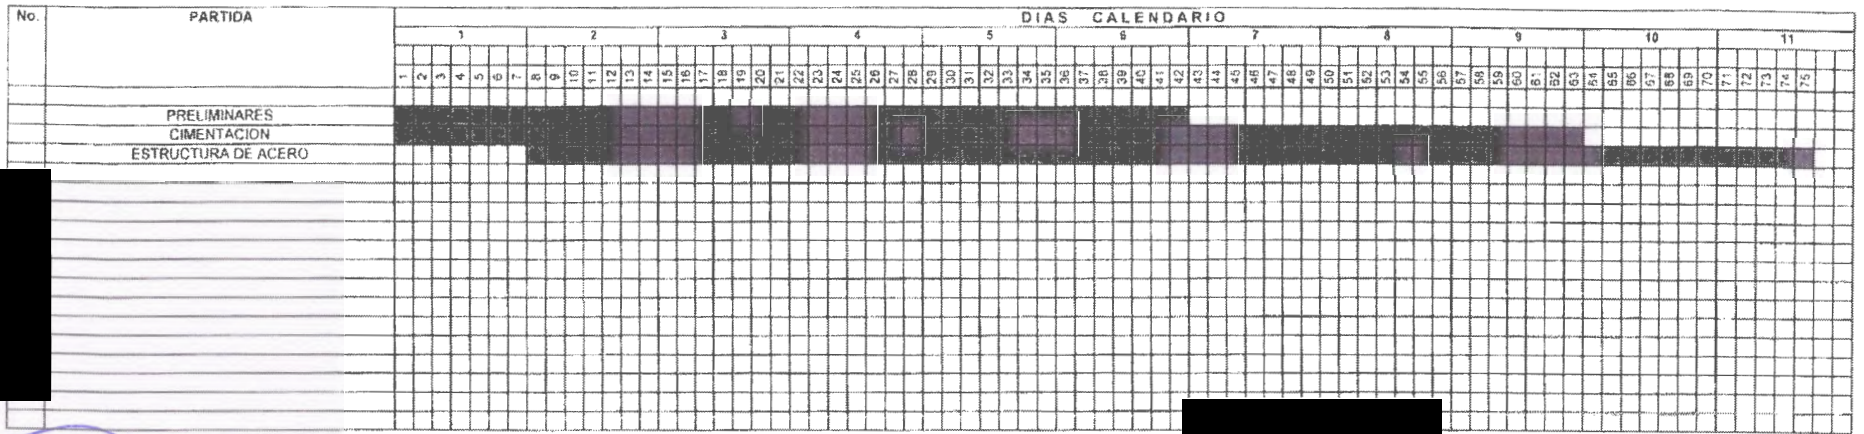 No. PARTIDA DIAS CALENDARIO
1 2 3 4 5 6 7 8 9 10 11
1 2 3 4 5 6 7 8 9 10 11 12 13 14 15 16 17 18 19 20 21 22 23 24 25 26 27 28 29 30 31 32 33 34 35 36 37 38 39 40 41 42 43 44 45 46 47 48 49 50 51 52 53 54 55 56 57 58 59 60 61 62 63 64 65 66 67 68 69 70 71 72 73 74 75
PRELIMINARES
CIMENTACION
ESTRUCTURA DE ACERO